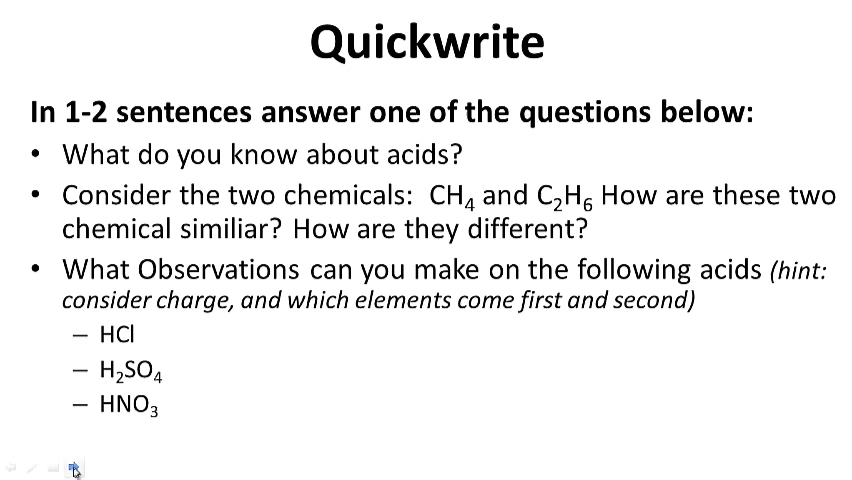 Quickwrite
In 1-2 sentences answer one of the questions below:
• What do you know about acids?
• Consider the two chemicals: CH₄ and C₂H₆ How are these two
chemical similiar? How are they different?
• What Observations can you make on the following acids (hint:
consider charge, and which elements come first and second)
– HCl
– H₂SO₄
– HNO₃